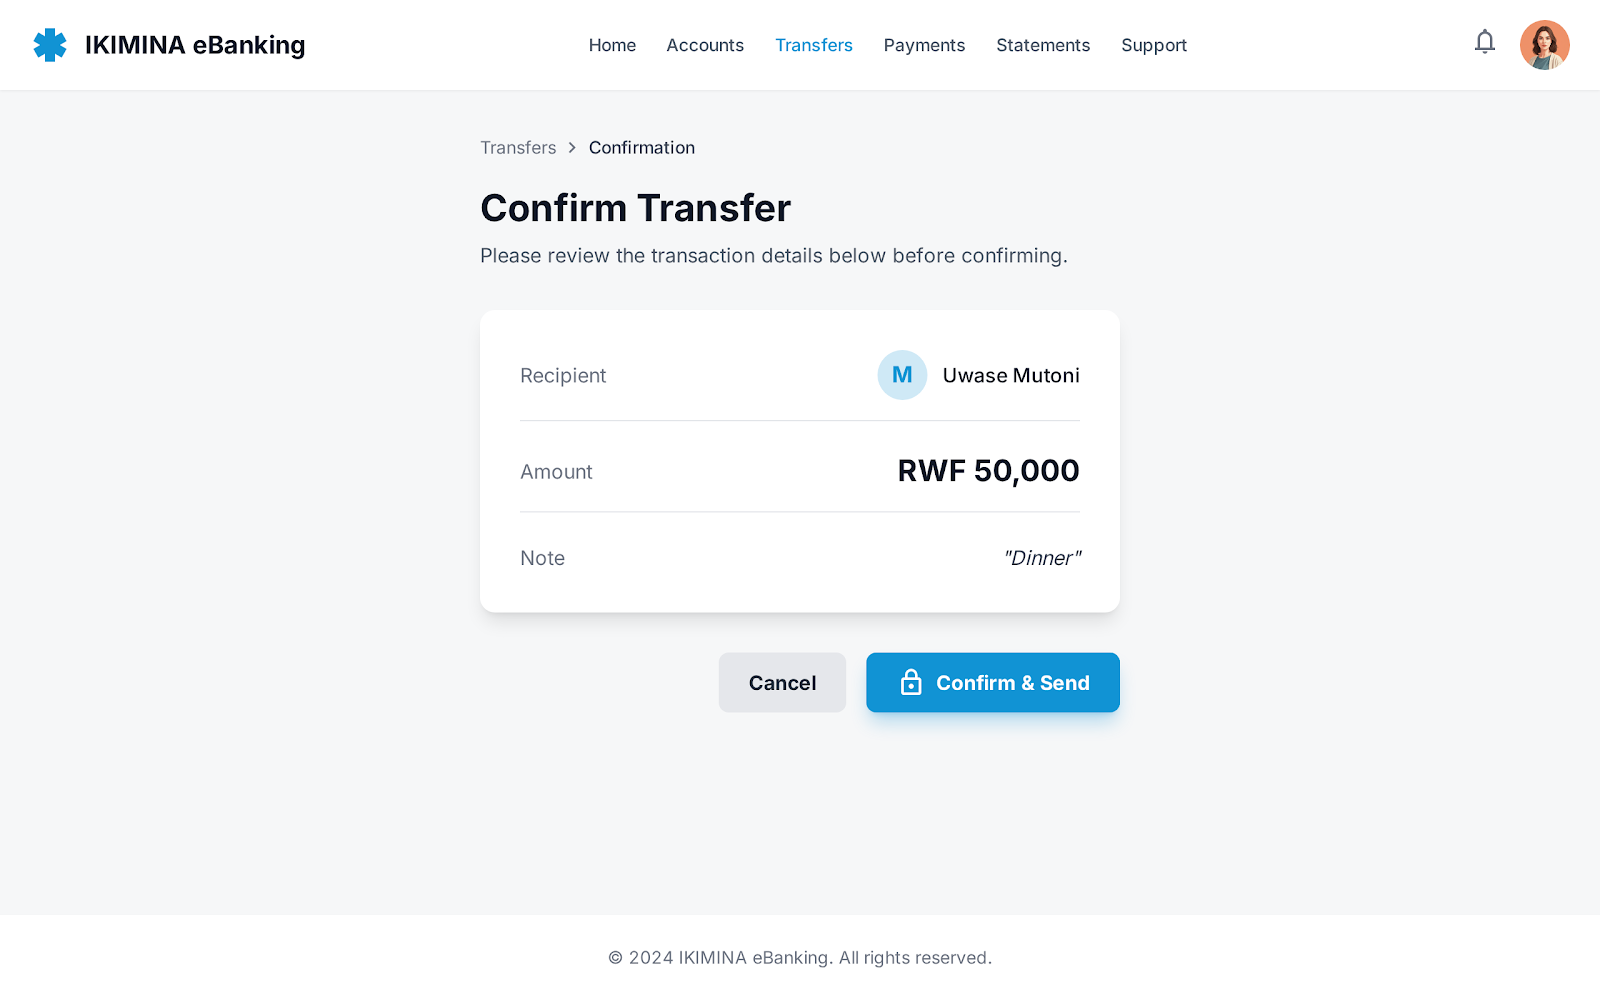 IKIMINA eBanking
Home Accounts Transfers Payments Statements Support
Transfers > Confirmation
Confirm Transfer
Please review the transaction details below before confirming.
Recipient M Uwase Mutoni
Amount RWF 50,000
Note "Dinner"
Cancel Confirm & Send
© 2024 IKIMINA eBanking. All rights reserved.